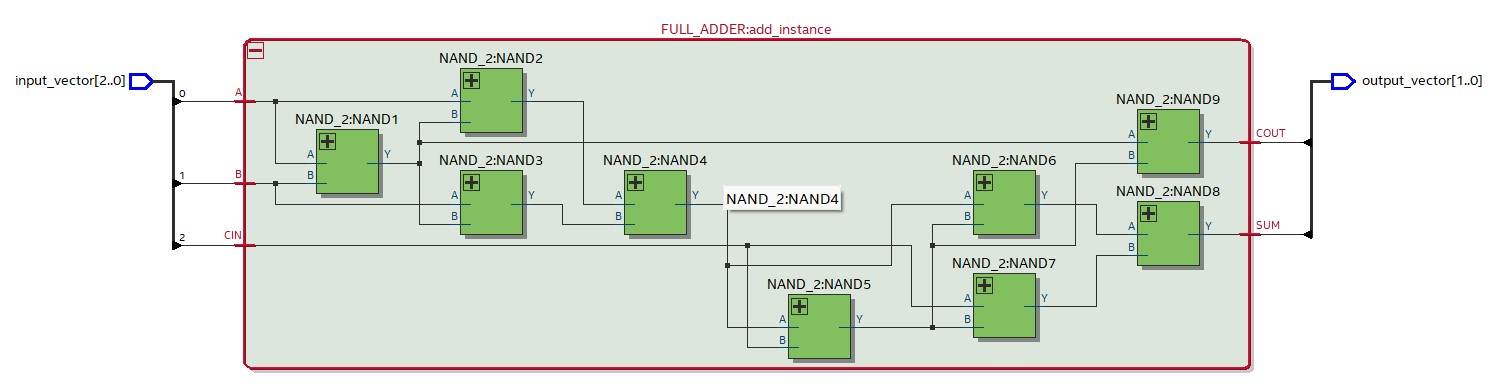 FULL_ADDER:add_instance
input_vector[2..0]
output_vector[1..0]
0
1
2
A
B
CIN
NAND_2:NAND1
A
B
Y
NAND_2:NAND2
A
B
Y
NAND_2:NAND3
A
B
Y
NAND_2:NAND4
A
B
Y
NAND_2:NAND4
NAND_2:NAND5
A
B
Y
NAND_2:NAND6
A
B
Y
NAND_2:NAND7
A
B
Y
NAND_2:NAND9
A
B
Y
NAND_2:NAND8
A
B
Y
COUT
SUM